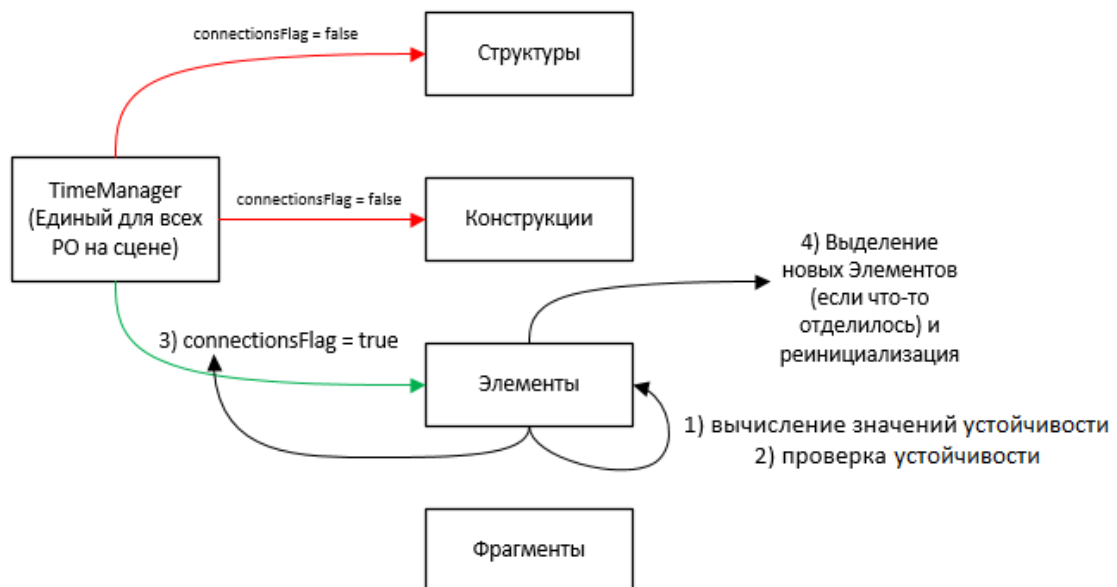 connectionsFlag = false
Структуры
TimeManager
(Единый для всех
РО на сцене)
connectionsFlag = false
Конструкции
4) Выделение
новых Элементов
(если что-то
отделилось) и
реинициализация
3) connectionsFlag = true
Элементы
1) вычисление значений устойчивости
2) проверка устойчивости
Фрагменты